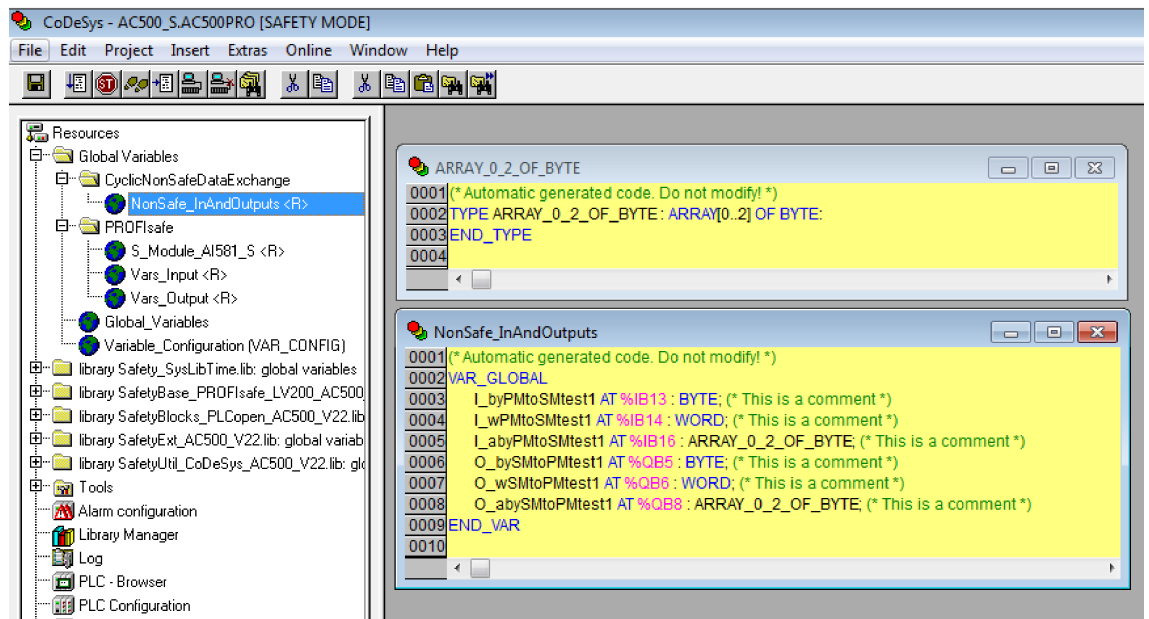 CoDeSys - AC500_S.AC500PRO [SAFETY MODE]
File Edit Project Insert Extras Online Window Help
Resources
Global Variables
CyclicNonSafeDataExchange
NonSafe_InAndOutputs <R>
PROFIsafe
S_Module_AI581_S <R>
Vars_Input <R>
Vars_Output <R>
Global_Variables
Variable_Configuration (VAR_CONFIG)
library Safety_SysLibTime.lib: global variables
library SafetyBase_PROFIsafe_LV200_AC500
library SafetyBlocks_PLCopen_AC500_V22.lib
library SafetyExt_AC500_V22.lib: global variab
library SafetyUtil_CoDeSys_AC500_V22.lib: glo
Tools
Alarm configuration
Library Manager
Log
PLC - Browser
PLC Configuration
ARRAY_0_2_OF_BYTE
0001 (* Automatic generated code. Do not modify! *)
0002 TYPE ARRAY_0_2_OF_BYTE : ARRAY[0..2] OF BYTE:
0003 END_TYPE
0004
NonSafe_InAndOutputs
0001 (* Automatic generated code. Do not modify! *)
0002 VAR_GLOBAL
0003 I_byPMtoSMtest1 AT %IB13 : BYTE; (* This is a comment *)
0004 I_wPMtoSMtest1 AT %IB14 : WORD; (* This is a comment *)
0005 I_abyPMtoSMtest1 AT %IB16 : ARRAY_0_2_OF_BYTE; (* This is a comment *)
0006 O_bySMtoPMtest1 AT %QB5 : BYTE; (* This is a comment *)
0007 O_wSMtoPMtest1 AT %QB6 : WORD; (* This is a comment *)
0008 O_abySMtoPMtest1 AT %QB8 : ARRAY_0_2_OF_BYTE; (* This is a comment *)
0009 END_VAR
0010